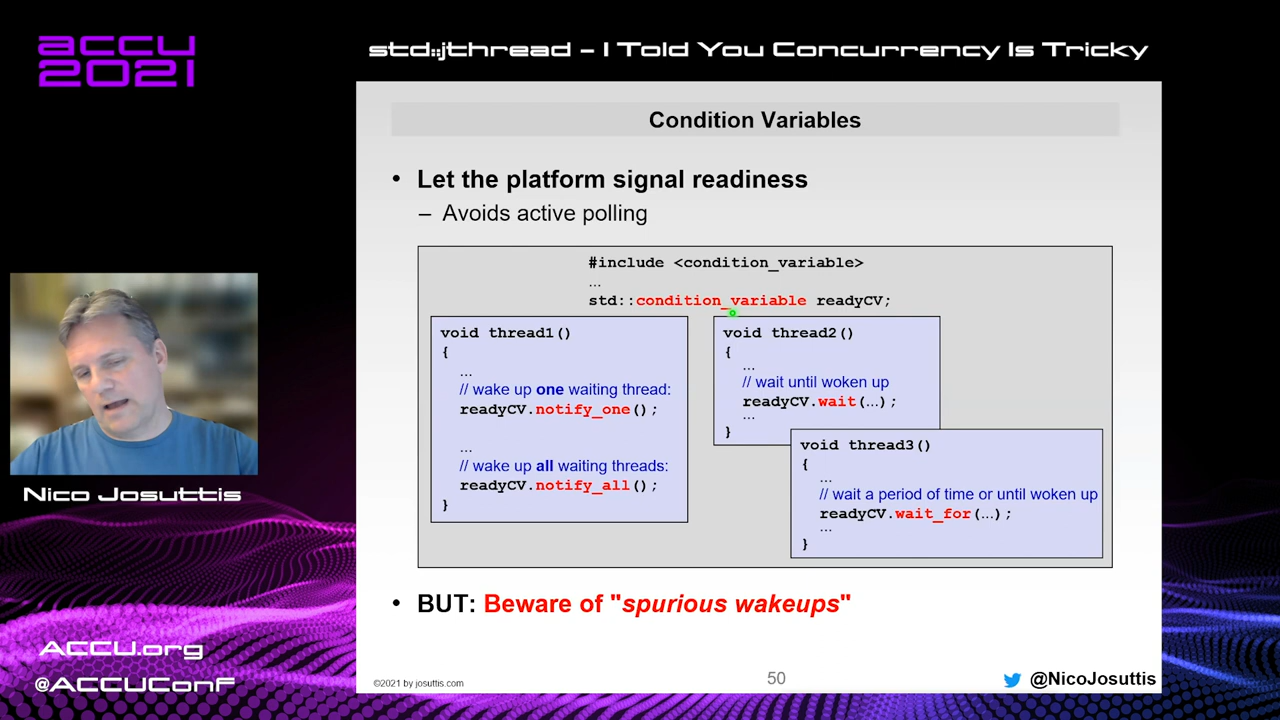 accu
2021
std::jthread – I Told You Concurrency Is Tricky
Condition Variables
• Let the platform signal readiness
– Avoids active polling
#include <condition_variable>
...
std::condition_variable readyCV;
void thread1()
{
...
// wake up one waiting thread:
readyCV.notify_one();
...
// wake up all waiting threads:
readyCV.notify_all();
}
void thread2()
{
...
// wait until woken up
readyCV.wait(...);
...
}
void thread3()
{
...
// wait a period of time or until woken up
readyCV.wait_for(...);
...
}
• BUT: Beware of "spurious wakeups"
©2021 by josuttis.com
50
@NicoJosuttis
Nico Josuttis
ACCU.org
@ACCUConf